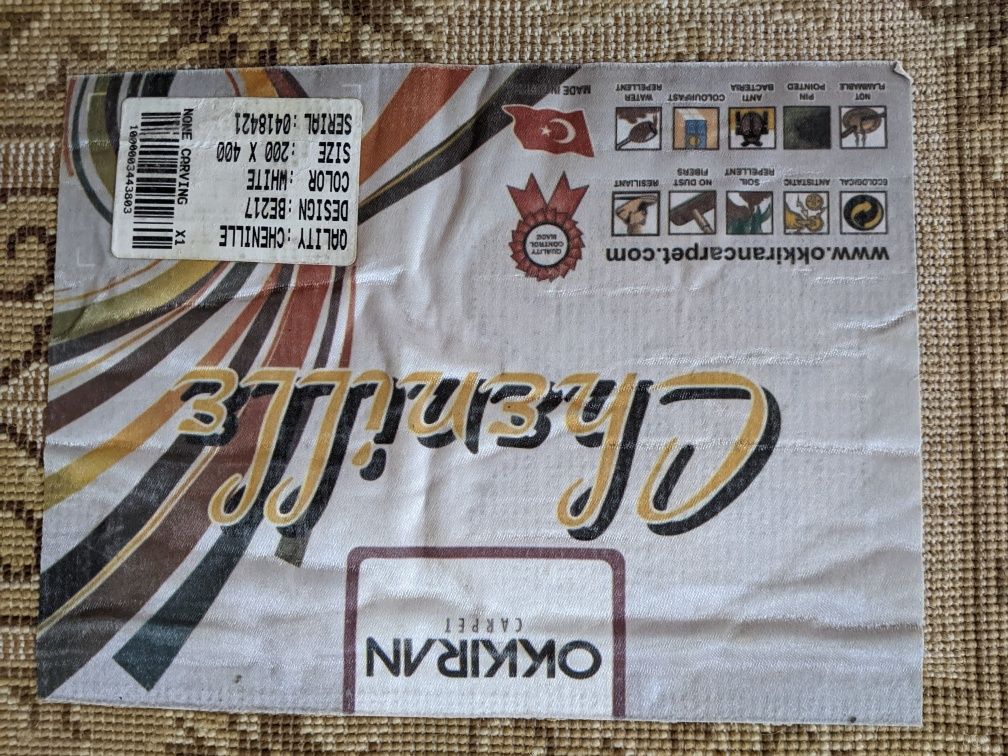 OKKIRAN
CARPET
Chenille
www.okkirancarpet.com
ECOLOGICAL
ANTISTATIC
SOIL
REPELLENT
NO DUST
FIBERS
RESILIANT
NOT
FLAMMABLE
PIN
POINTED
ANTI
BACTERIA
COLOURFAST
WATER
REPELLENT
QUALITY
CONTROL
MADE
MADE IN
QALITY : CHENILLE
DESIGN : BE217
COLOR : WHITE
SIZE : 200 X 400
SERIAL : 0418421
NONE CARVING X1
1000003443803